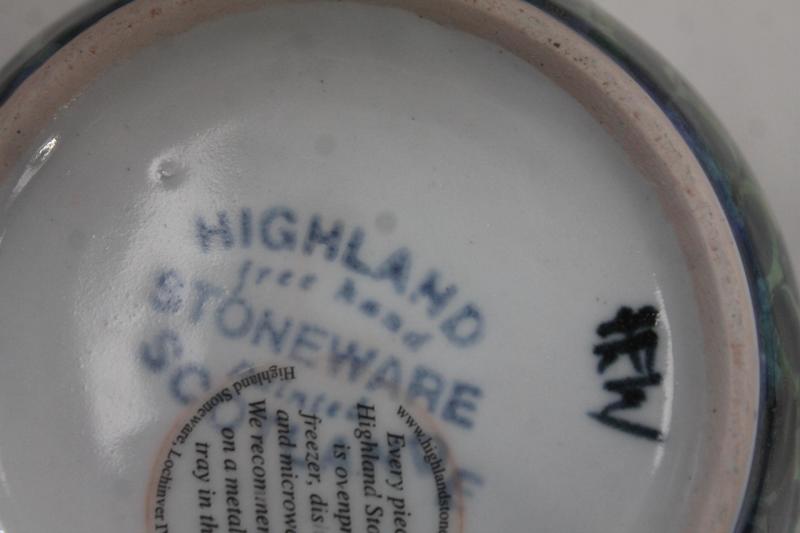 HIGHLAND
free hand
STONEWARE
Highland Stoneware, Lochinver
www.highlandstone
Every piec
Highland Sto
is ovenpr
freezer, dis
and microwa
We recommen
on a metal
tray in th